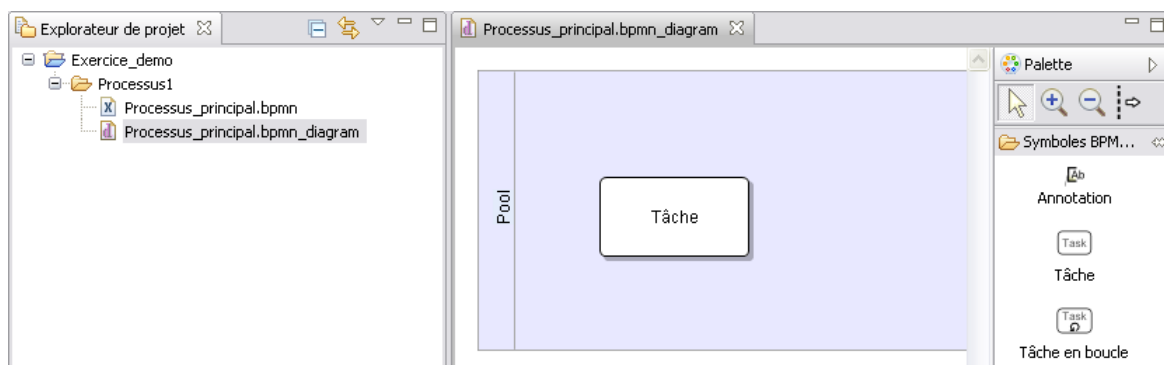 Explorateur de projet
Exercice_demo
Processus1
Processus_principal.bpmn
Processus_principal.bpmn_diagram
Processus_principal.bpmn_diagram
Pool
Tâche
Palette
Symboles BPM...
Ab
Annotation
Task
Tâche
Task
Tâche en boucle